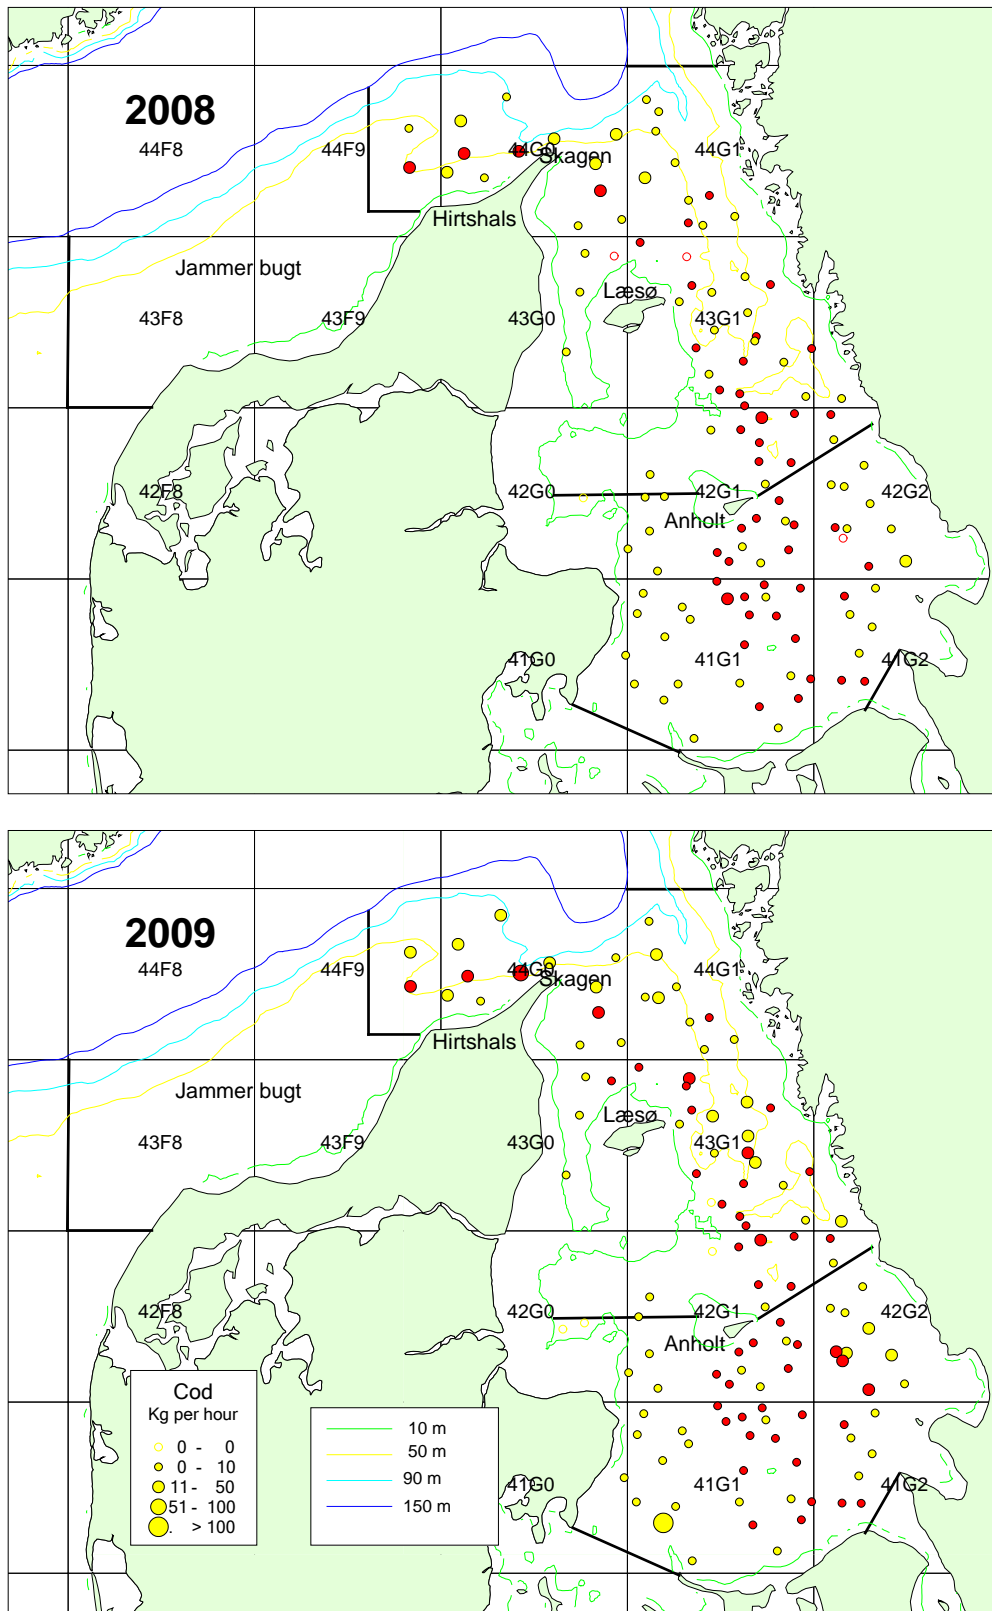 2008
44F8
44F9
44G0
44G1
Skagen
Hirtshals
Jammer bugt
Læsø
43F8
43F9
43G0
43G1
42F8
42G0
42G1
42G2
Anholt
41G0
41G1
41G2
2009
44F8
44F9
44G0
44G1
Skagen
Hirtshals
Jammer bugt
Læsø
43F8
43F9
43G0
43G1
42F8
42G0
42G1
42G2
Anholt
Cod
Kg per hour
0 - 0
0 - 10
11 - 50
51 - 100
. > 100
10 m
50 m
90 m
150 m
41G0
41G1
41G2